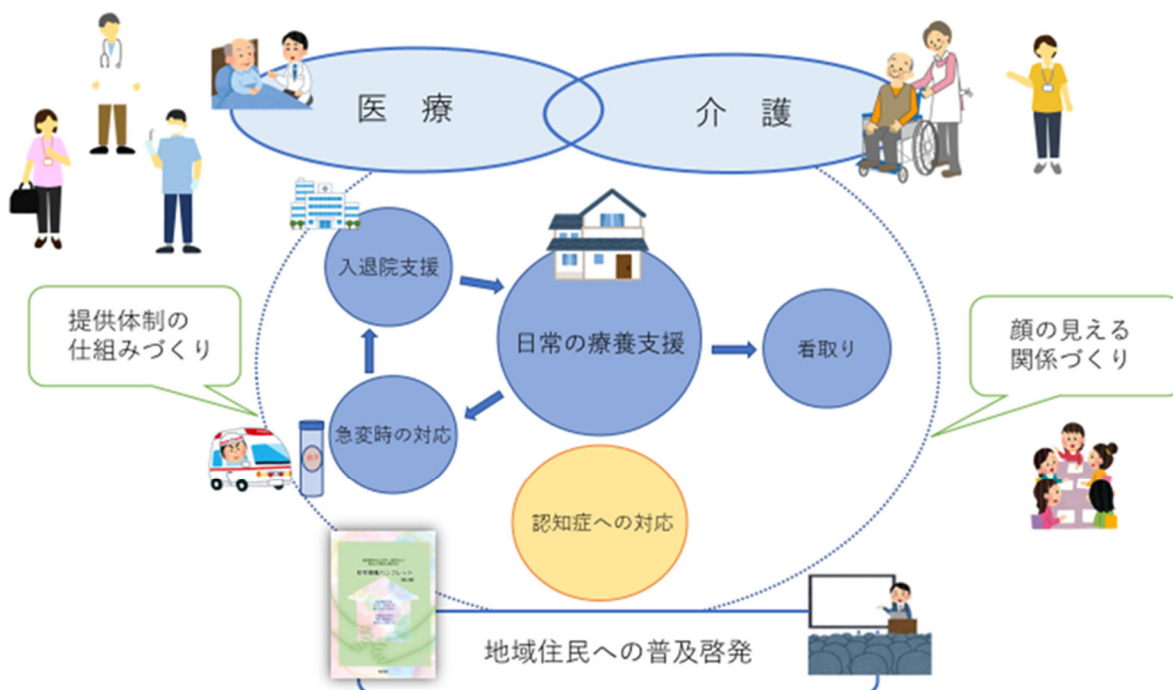 医 療
介 護
入退院支援
日常の療養支援
看取り
急変時の対応
認知症への対応
提供体制の
仕組みづくり
顔の見える
関係づくり
地域住民への普及啓発